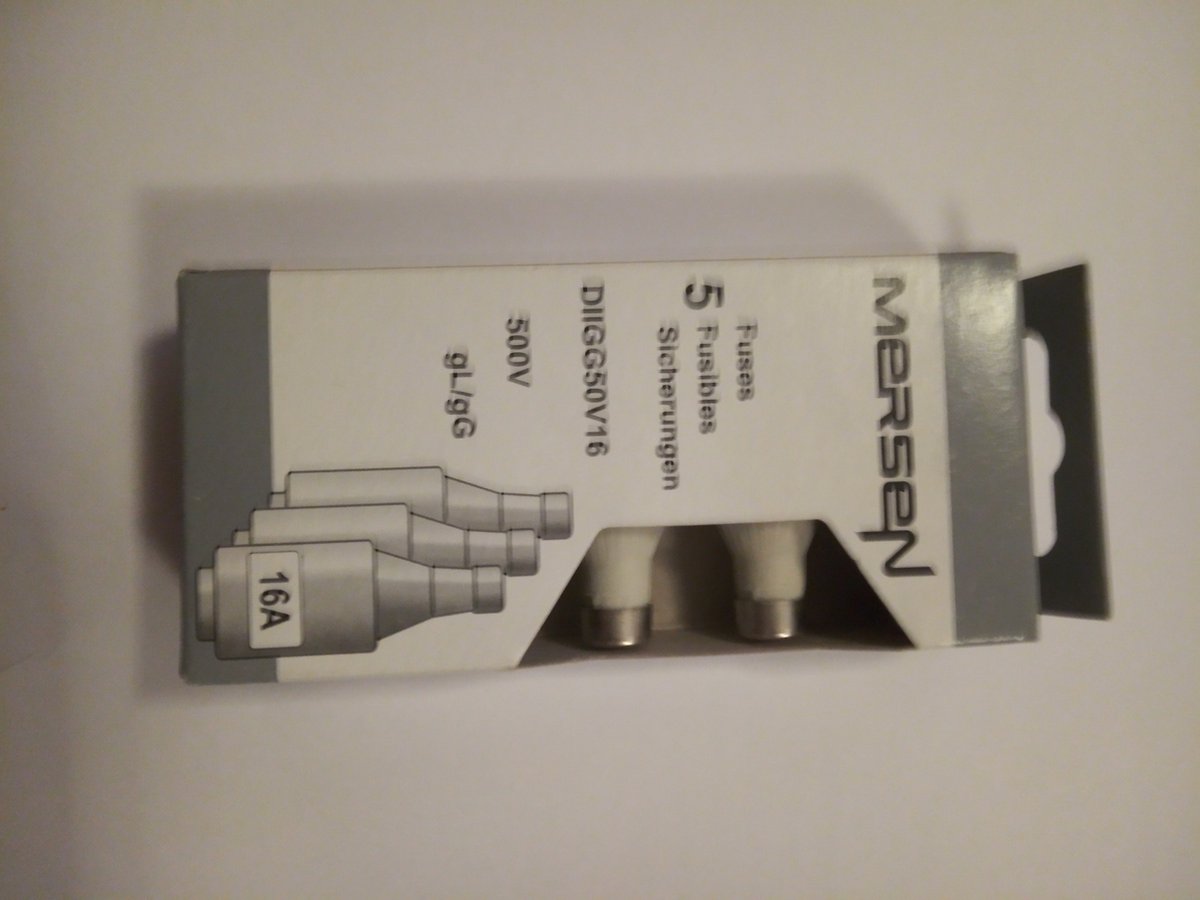 MERSEN
Fuses
5 Fusibles
Sicherungen
DIIGG50V16
500V
gL/gG
16A